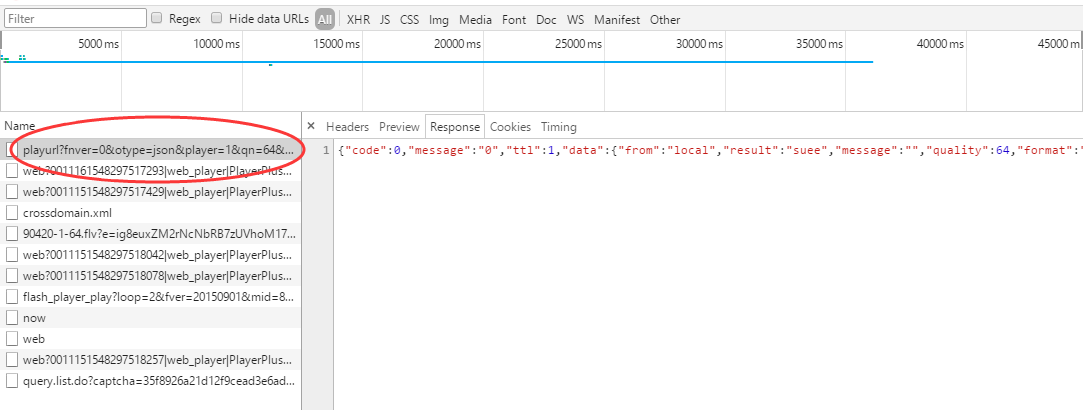 Filter Regex Hide data URLs All XHR JS CSS Img Media Font Doc WS Manifest Other
5000 ms 10000 ms 15000 ms 20000 ms 25000 ms 30000 ms 35000 ms 40000 ms 45000 ms
Name × Headers Preview Response Cookies Timing
playurl?fnver=0&otype=json&player=1&qn=64&... 1 {"code":0,"message":"0","ttl":1,"data":{"from":"local","result":"suee","message":"","quality":64,"format":"
web?0011161548297517293|web_player|PlayerPlus...
web?0011151548297517429|web_player|PlayerPlus...
crossdomain.xml
90420-1-64.flv?e=ig8euxZM2rNcNbRB7zUVhoM17...
web?0011151548297518042|web_player|PlayerPlus...
web?0011151548297518078|web_player|PlayerPlus...
flash_player_play?loop=2&fver=20150901&mid=8...
now
web
web?0011151548297518257|web_player|PlayerPlus...
query.list.do?captcha=35f8926a21d12f9cead3e6ad...